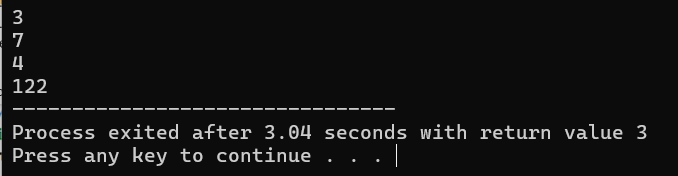 3
7
4
122
--------------------------------
Process exited after 3.04 seconds with return value 3
Press any key to continue . . .